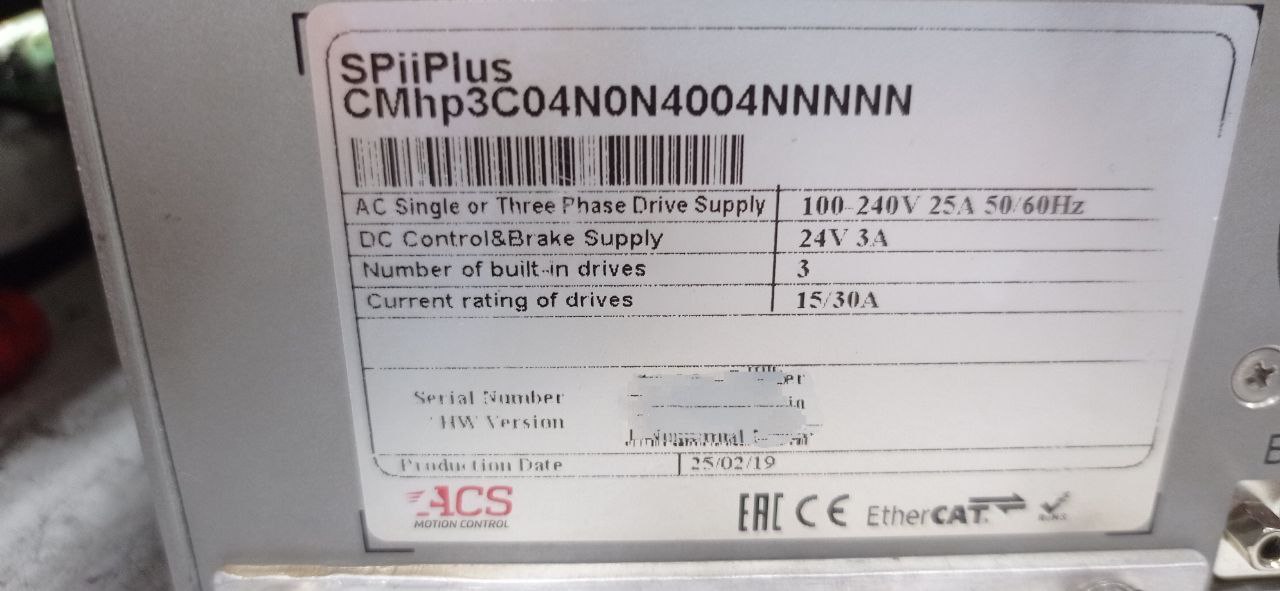 SPiiPlus
CMhp3C04N0N4004NNNNN
AC Single or Three Phase Drive Supply 100-240V 25A 50/60Hz
DC Control&Brake Supply 24V 3A
Number of built-in drives 3
Current rating of drives 15/30A
Serial Number
HW Version
Production Date 25/02/19
ACS
MOTION CONTROL
EAC CE EtherCAT RoHS